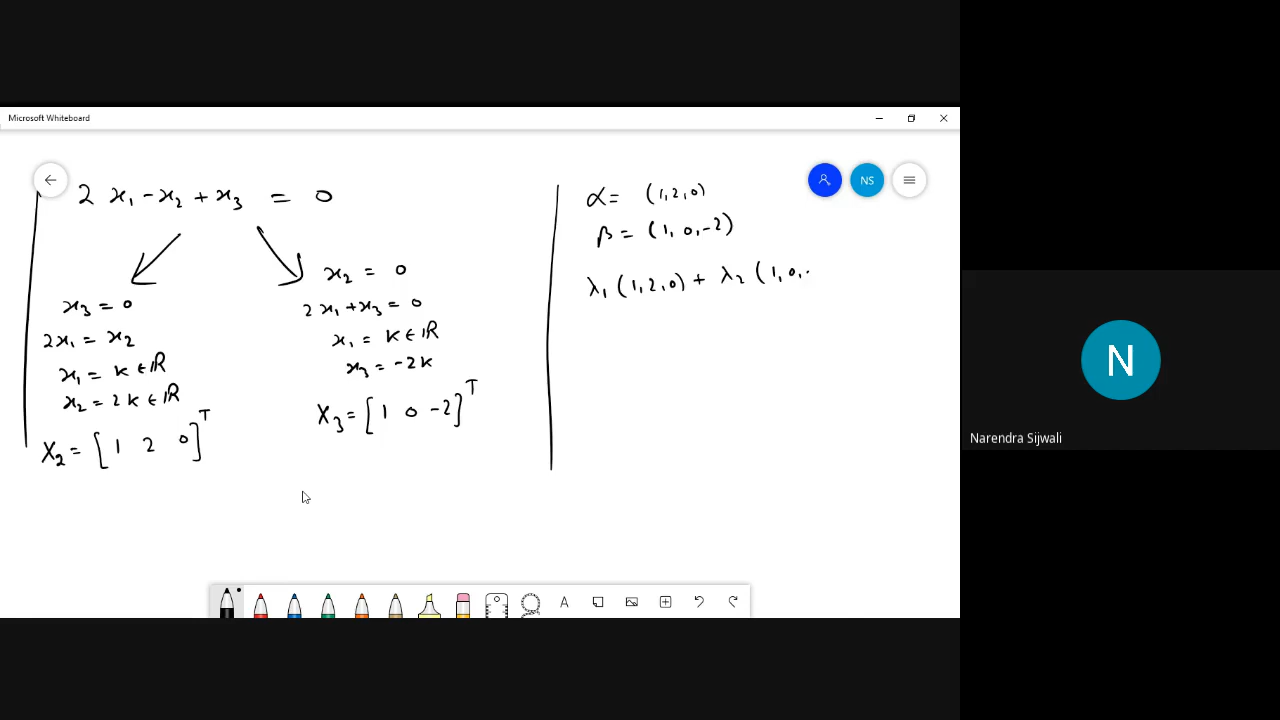 Microsoft Whiteboard
2 x₁ - x₂ + x₃ = 0
x₃ = 0
2x₁ = x₂
x₁ = k ∈ ℝ
x₂ = 2k ∈ ℝ
X₂ = [1 2 0]ᵀ
x₂ = 0
2x₁ + x₃ = 0
x₁ = k ∈ ℝ
x₃ = -2k
X₃ = [1 0 -2]ᵀ
α = (1,2,0)
β = (1,0,-2)
λ₁ (1,2,0) + λ₂ (1,0,-
NS
A
N
Narendra Sijwali